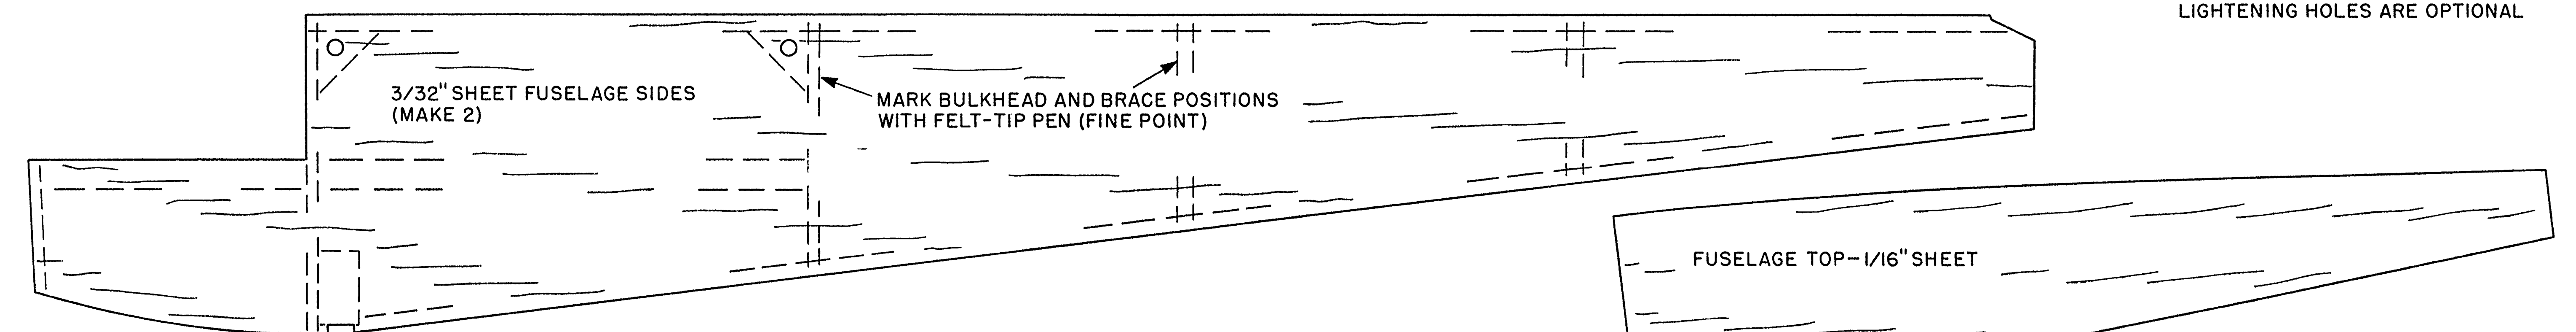 LIGHTENING HOLES ARE OPTIONAL
3/32" SHEET FUSELAGE SIDES
(MAKE 2)
MARK BULKHEAD AND BRACE POSITIONS
WITH FELT-TIP PEN (FINE POINT)
FUSELAGE TOP-1/16" SHEET